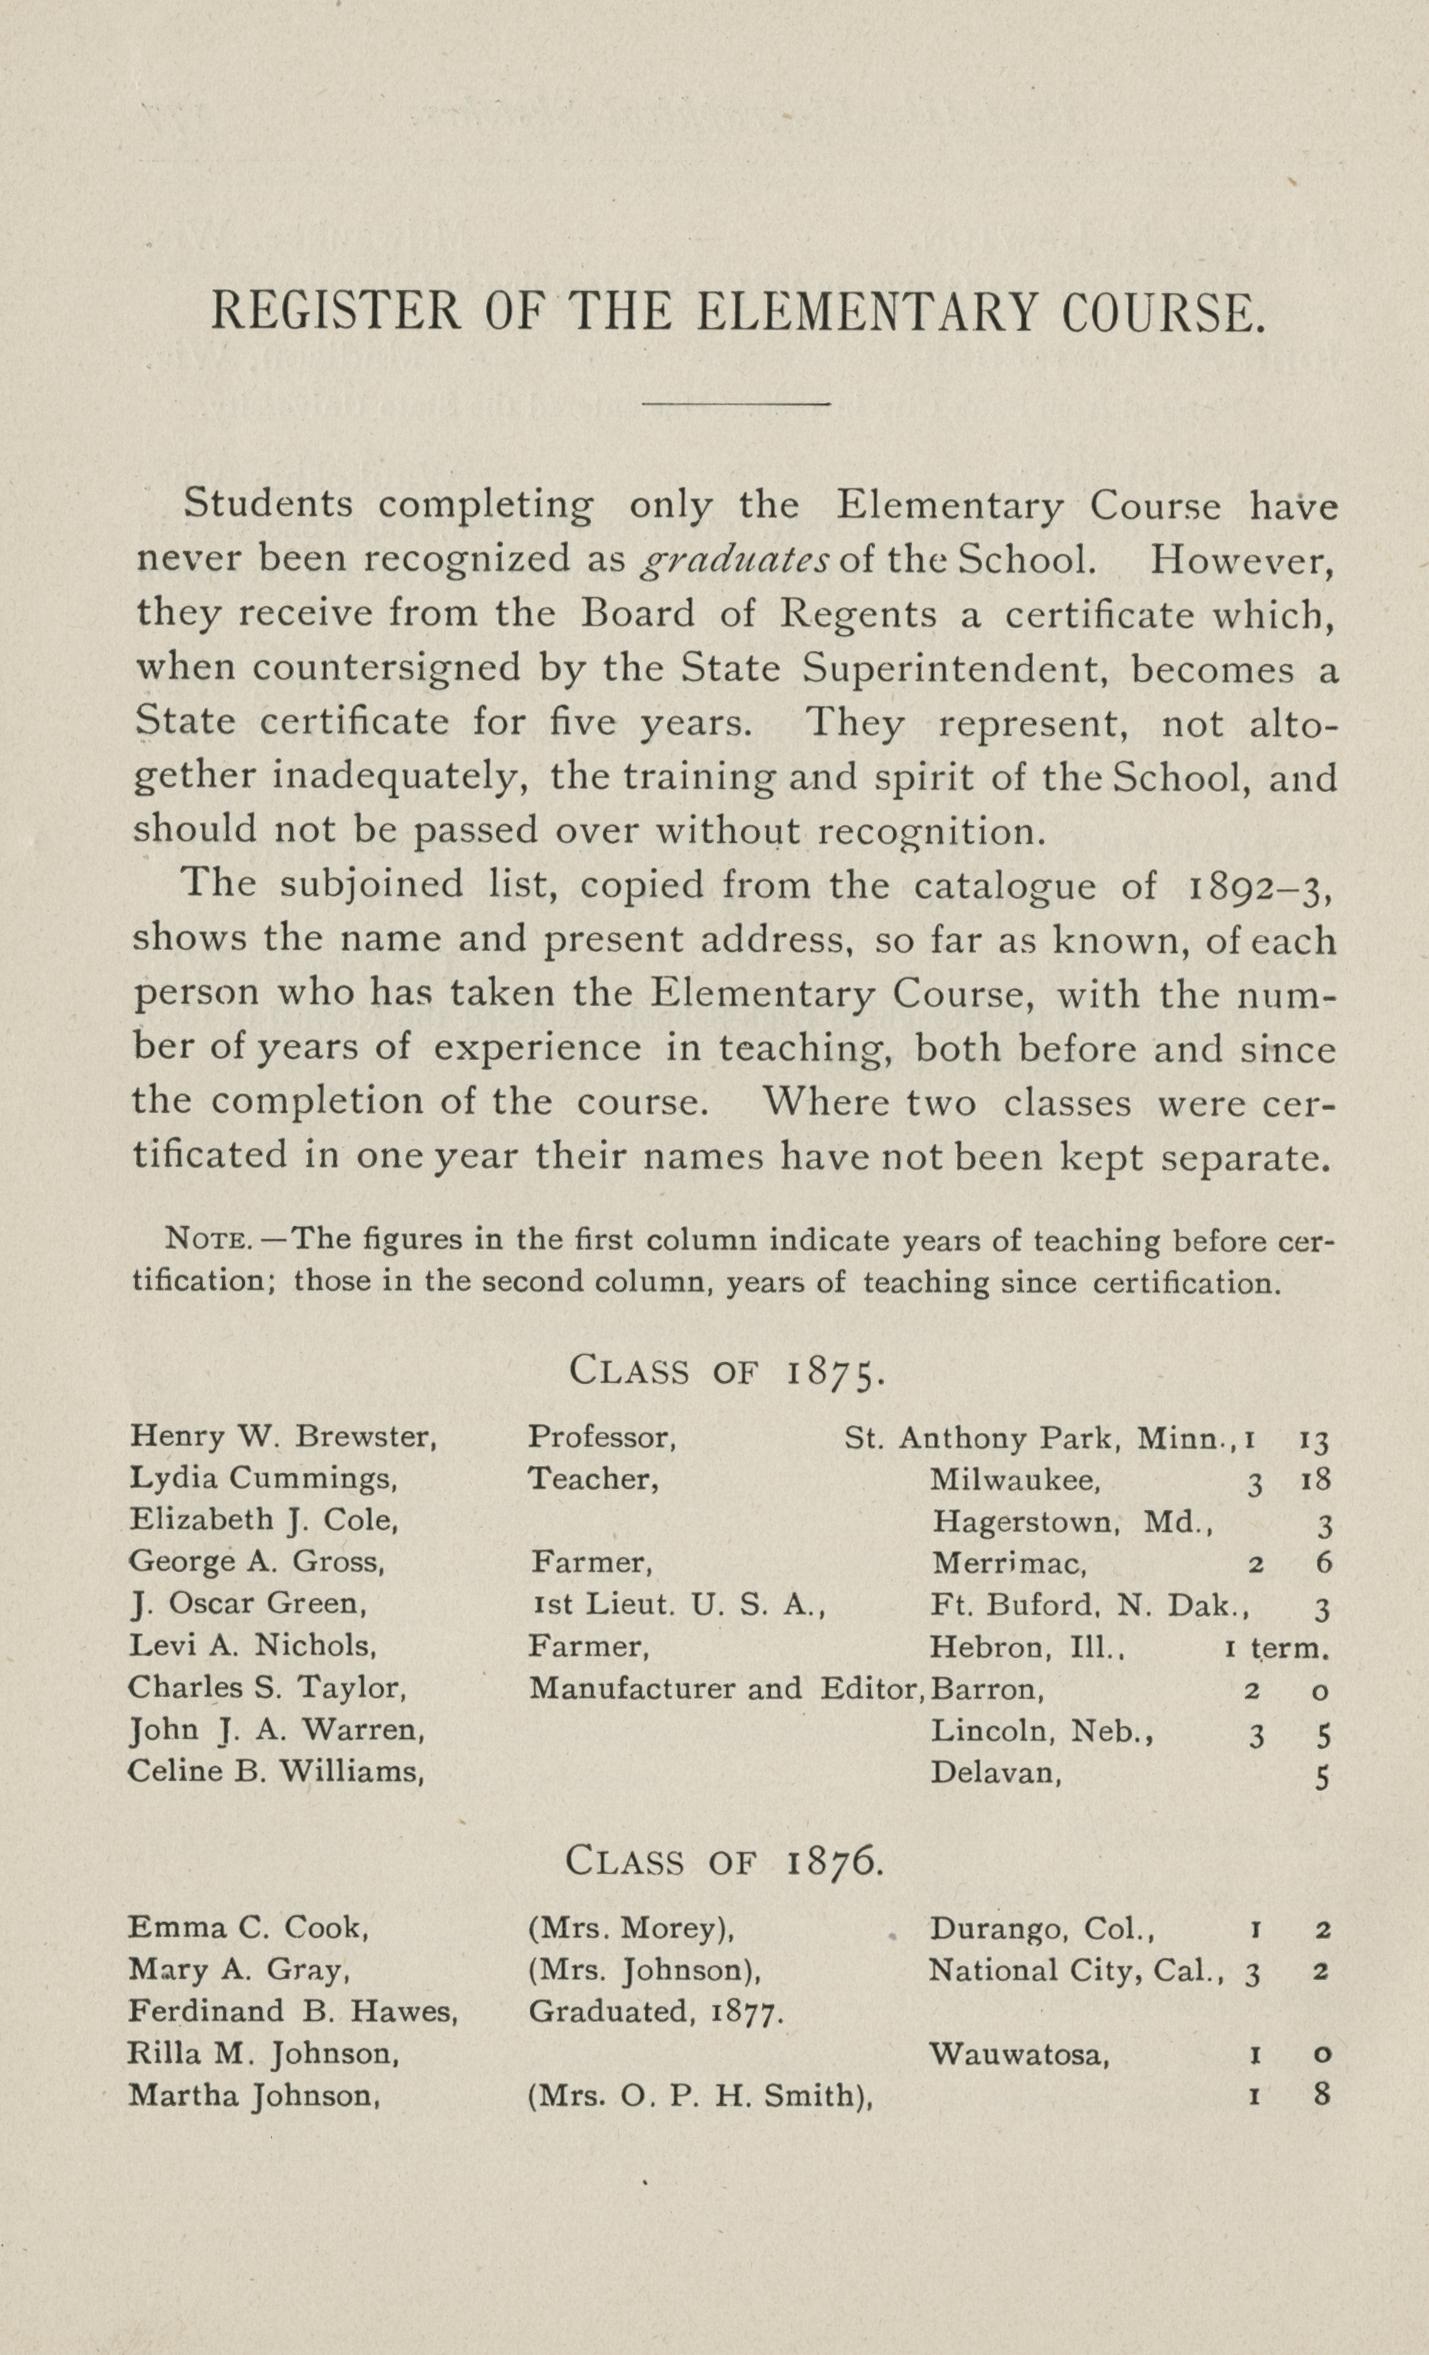 REGISTER OF THE ELEMENTARY COURSE.
Students completing only the Elementary Course have
never been recognized as graduates of the School. However,
they receive from the Board of Regents a certificate which,
when countersigned by the State Superintendent, becomes a
State certificate for five years. They represent, not alto-
gether inadequately, the training and spirit of the School, and
should not be passed over without recognition.
The subjoined list, copied from the catalogue of 1892–3,
shows the name and present address, so far as known, of each
person who has taken the Elementary Course, with the num-
ber of years of experience in teaching, both before and since
the completion of the course. Where two classes were cer-
tificated in one year their names have not been kept separate.
NOTE.—The figures in the first column indicate years of teaching before cer-
tification; those in the second column, years of teaching since certification.
CLASS OF 1875.
Henry W. Brewster, Professor, St. Anthony Park, Minn., 1 13
Lydia Cummings, Teacher, Milwaukee, 3 18
Elizabeth J. Cole, Hagerstown, Md., 3
George A. Gross, Farmer, Merrimac, 2 6
J. Oscar Green, 1st Lieut. U. S. A., Ft. Buford, N. Dak., 3
Levi A. Nichols, Farmer, Hebron, Ill., 1 term.
Charles S. Taylor, Manufacturer and Editor, Barron, 2 0
John J. A. Warren, Lincoln, Neb., 3 5
Celine B. Williams, Delavan, 5
CLASS OF 1876.
Emma C. Cook, (Mrs. Morey), Durango, Col., 1 2
Mary A. Gray, (Mrs. Johnson), National City, Cal., 3 2
Ferdinand B. Hawes, Graduated, 1877.
Rilla M. Johnson, Wauwatosa, 1 0
Martha Johnson, (Mrs. O. P. H. Smith), 1 8